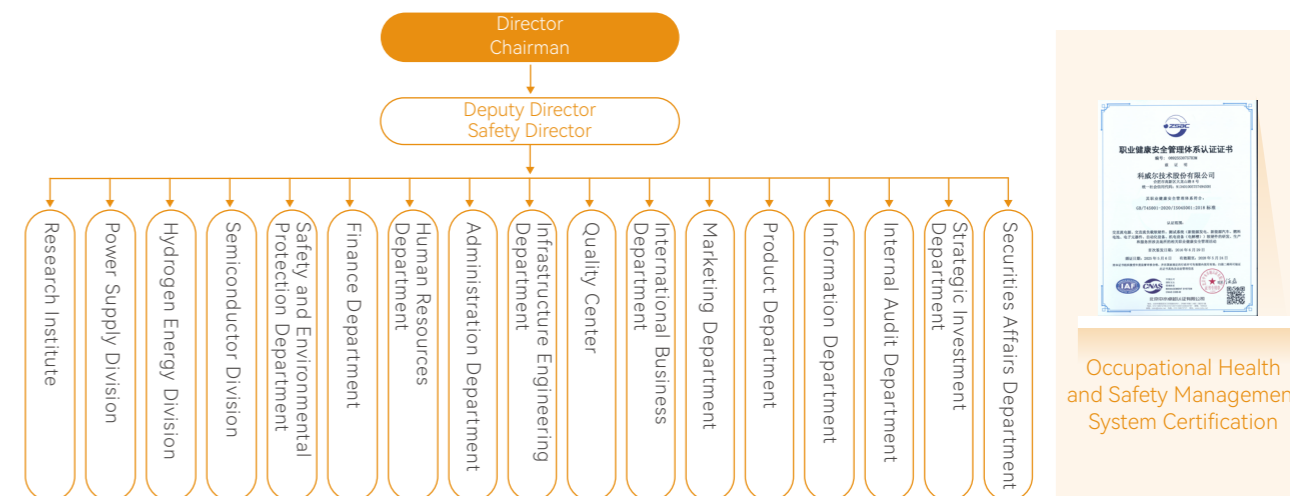 Director
Chairman
Deputy Director
Safety Director
Research Institute
Power Supply Division
Hydrogen Energy Division
Semiconductor Division
Safety and Environmental
Protection Department
Finance Department
Human Resources
Department
Administration Department
Infrastructure Engineering
Department
Quality Center
International Business
Department
Marketing Department
Product Department
Information Department
Internal Audit Department
Strategic Investment
Department
Securities Affairs Department
ZSBC
职业健康安全管理体系认证证书
科威尔技术股份有限公司
IAF
CNAS
Occupational Health
and Safety Managemen
System Certification